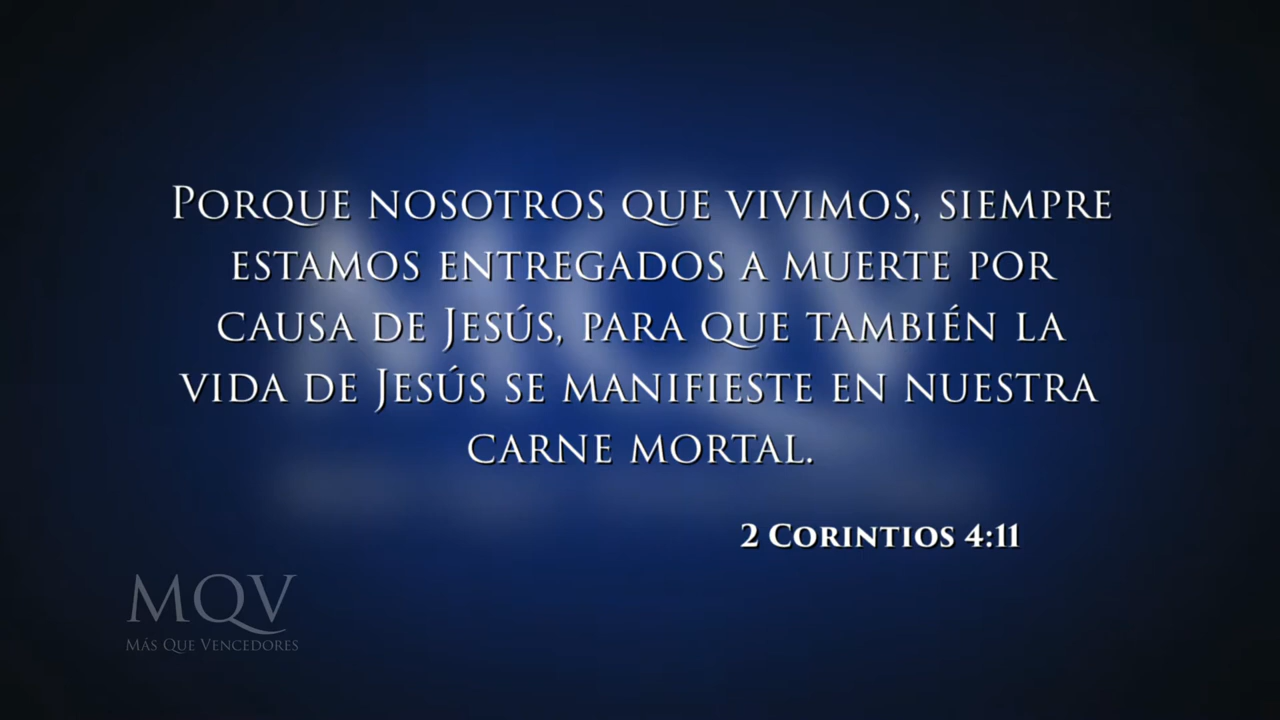 Porque nosotros que vivimos, siempre
estamos entregados a muerte por
causa de Jesús, para que también la
vida de Jesús se manifieste en nuestra
carne mortal.
2 Corintios 4:11
MQV
Más Que Vencedores